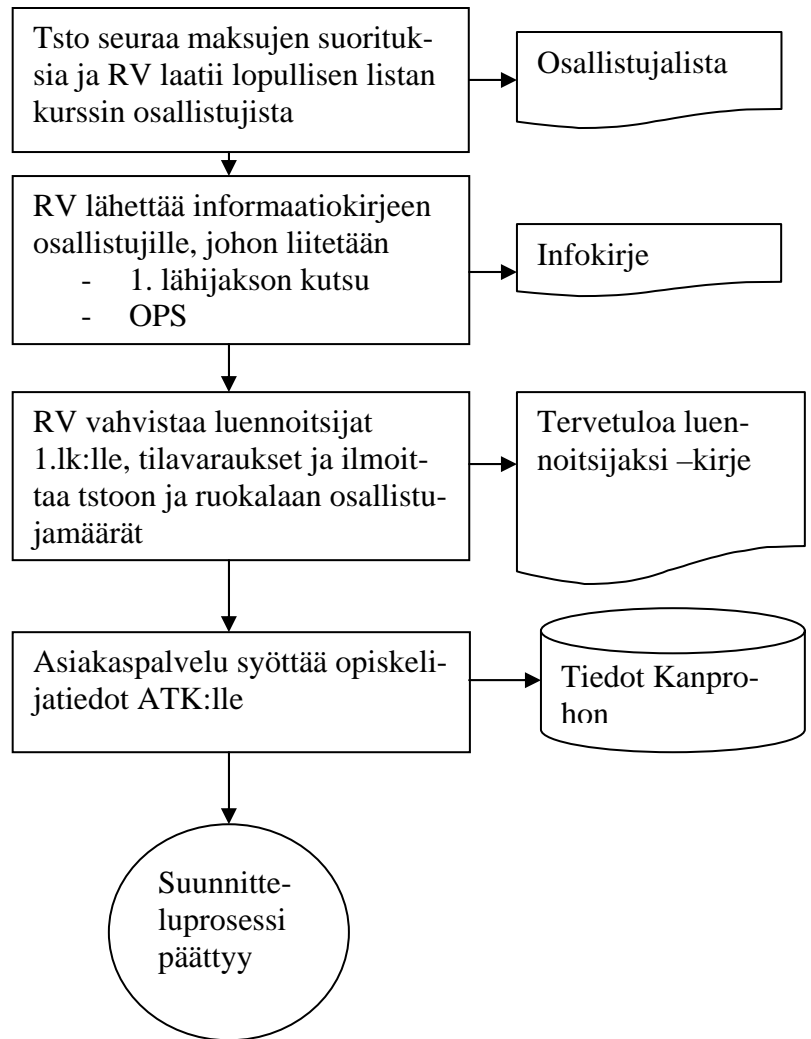 Tsto seuraa maksujen suorituk-
sia ja RV laatii lopullisen listan
kurssin osallistujista
Osallistujalista
RV lähettää informaatiokirjeen
osallistujille, johon liitetään
- 1. lähijakson kutsu
- OPS
Infokirje
RV vahvistaa luennoitsijat
1.lk:lle, tilavaraukset ja ilmoit-
taa tstoon ja ruokalaan osallistu-
jamäärät
Tervetuloa luen-
noitsijaksi –kirje
Asiakaspalvelu syöttää opiskeli-
jatiedot ATK:lle
Tiedot Kanpro-
hon
Suunnitte-
luprosessi
päättyy